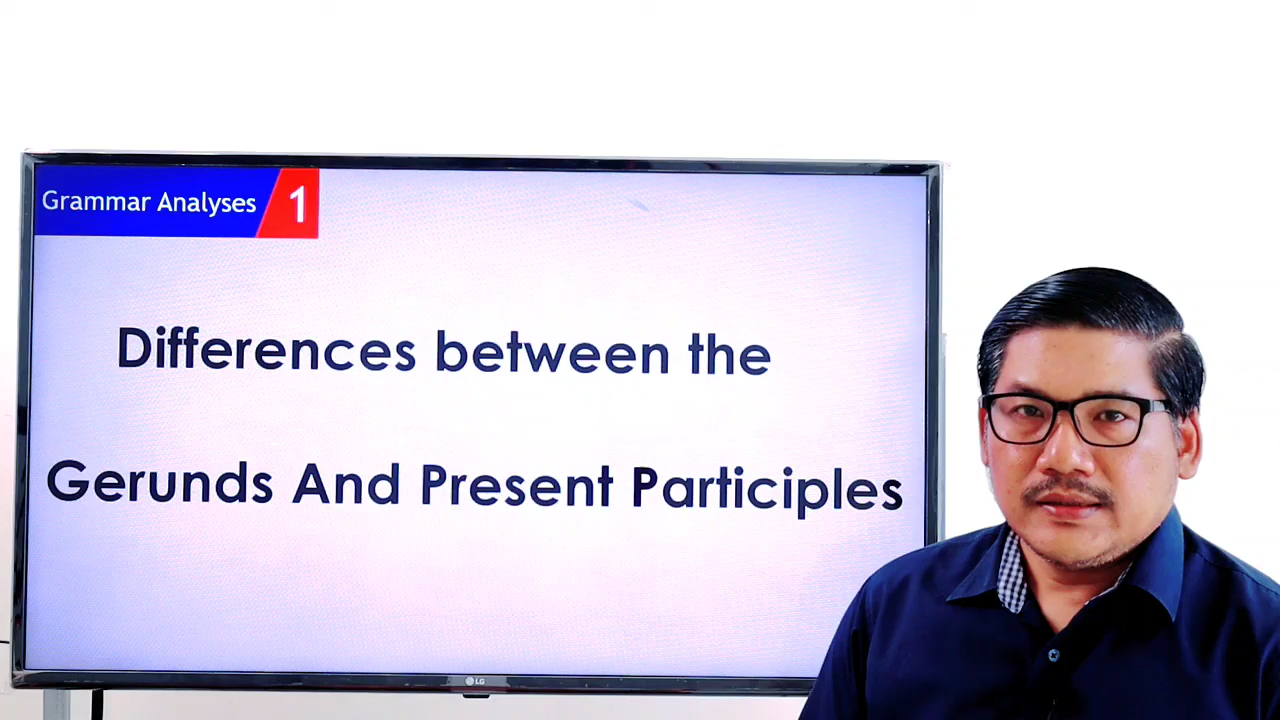 Grammar Analyses 1
Differences between the
Gerunds And Present Participles
LG